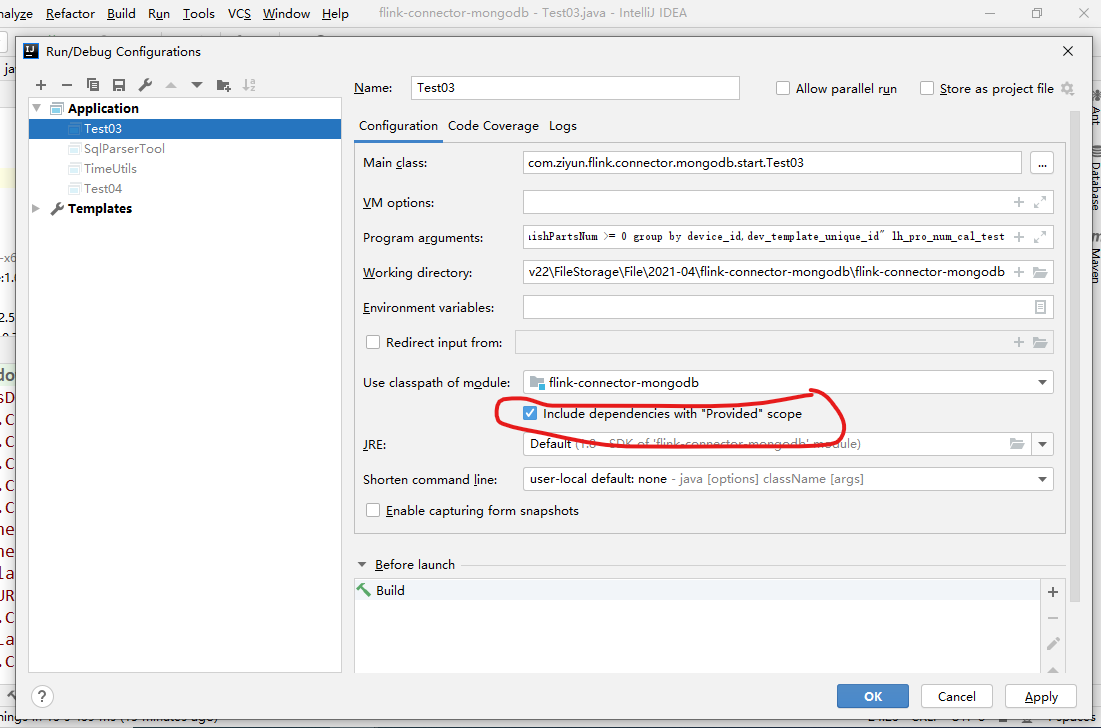 nalyze Refactor Build Run Tools VCS Window Help flink-connector-mongodb - Test03.java - IntelliJ IDEA
Run/Debug Configurations
Name: Test03 Allow parallel run Store as project file
Application
Test03
SqlParserTool
TimeUtils
Test04
Templates
Configuration Code Coverage Logs
Main class: com.ziyun.flink.connector.mongodb.start.Test03 ...
VM options:
Program arguments: nishPartsNum >= 0 group by device_id,dev_template_unique_id" lh_pro_num_cal_test
Working directory: v22\FileStorage\File\2021-04\flink-connector-mongodb\flink-connector-mongodb
Environment variables:
Redirect input from:
Use classpath of module: flink-connector-mongodb
Include dependencies with "Provided" scope
JRE: Default (1.8 - SDK of 'flink-connector-mongodb' module)
Shorten command line: user-local default: none - java [options] className [args]
Enable capturing form snapshots
Before launch
Build
? OK Cancel Apply
Ant
Database
Maven